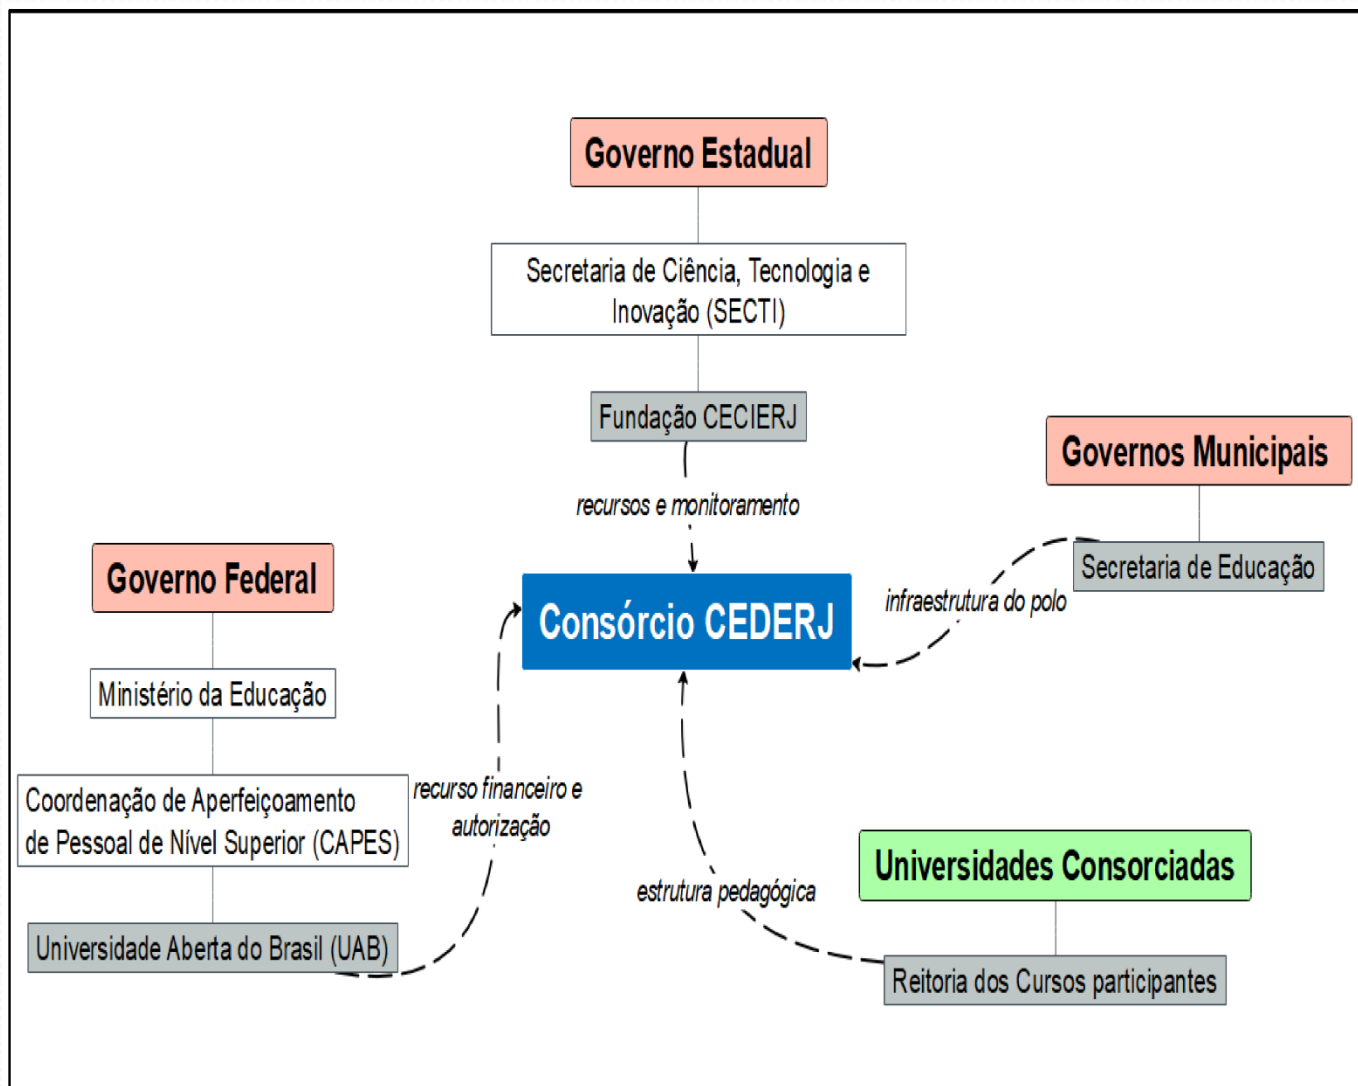 Governo Estadual
Secretaria de Ciência, Tecnologia e
Inovação (SECTI)
Fundação CECIERJ
recursos e monitoramento
Governos Municipais
Secretaria de Educação
infraestrutura do polo
Consórcio CEDERJ
Governo Federal
Ministério da Educação
Coordenação de Aperfeiçoamento
de Pessoal de Nível Superior (CAPES)
Universidade Aberta do Brasil (UAB)
recurso financeiro e
autorização
estrutura pedagógica
Universidades Consorciadas
Reitoria dos Cursos participantes